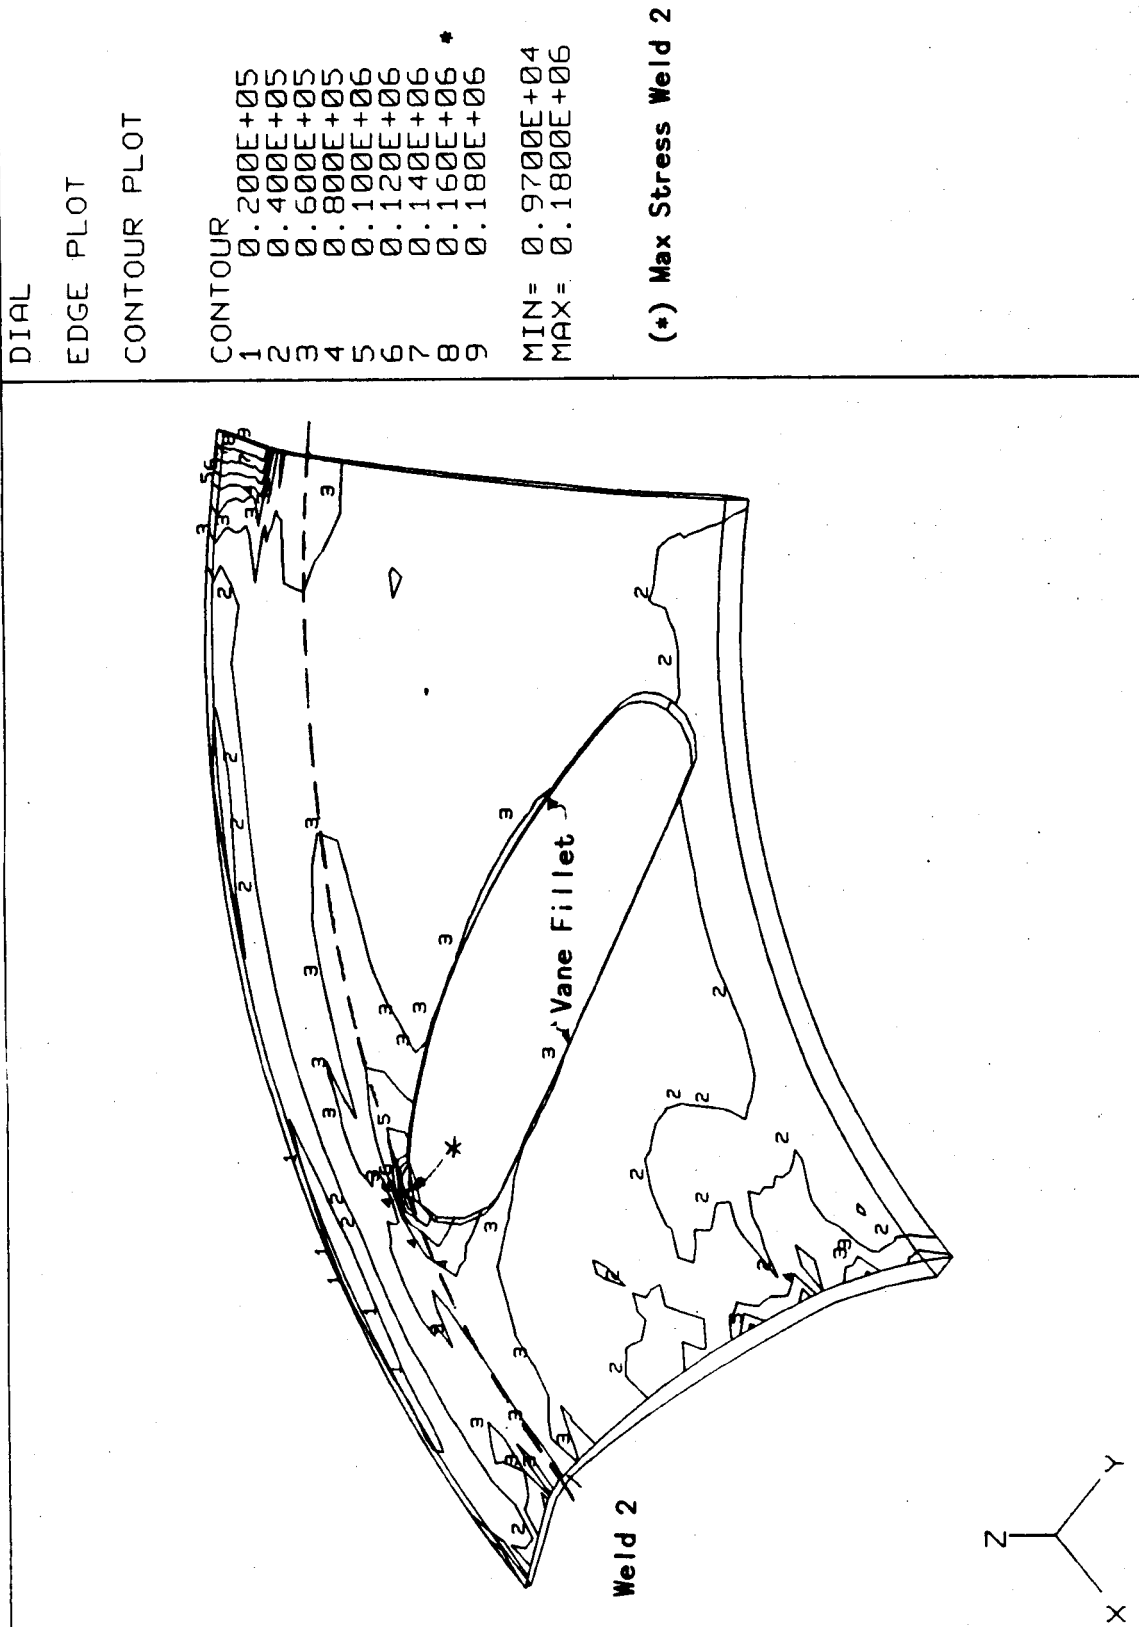 DIAL
EDGE PLOT
CONTOUR PLOT
CONTOUR
1 0.200E+05
2 0.400E+05
3 0.600E+05
4 0.800E+05
5 0.100E+06
6 0.120E+06
7 0.140E+06
8 0.160E+06 *
9 0.180E+06
MIN= 0.9700E+04
MAX= 0.1800E+06
(*) Max Stress Weld 2
Vane Fillet
Weld 2
Z
X
Y